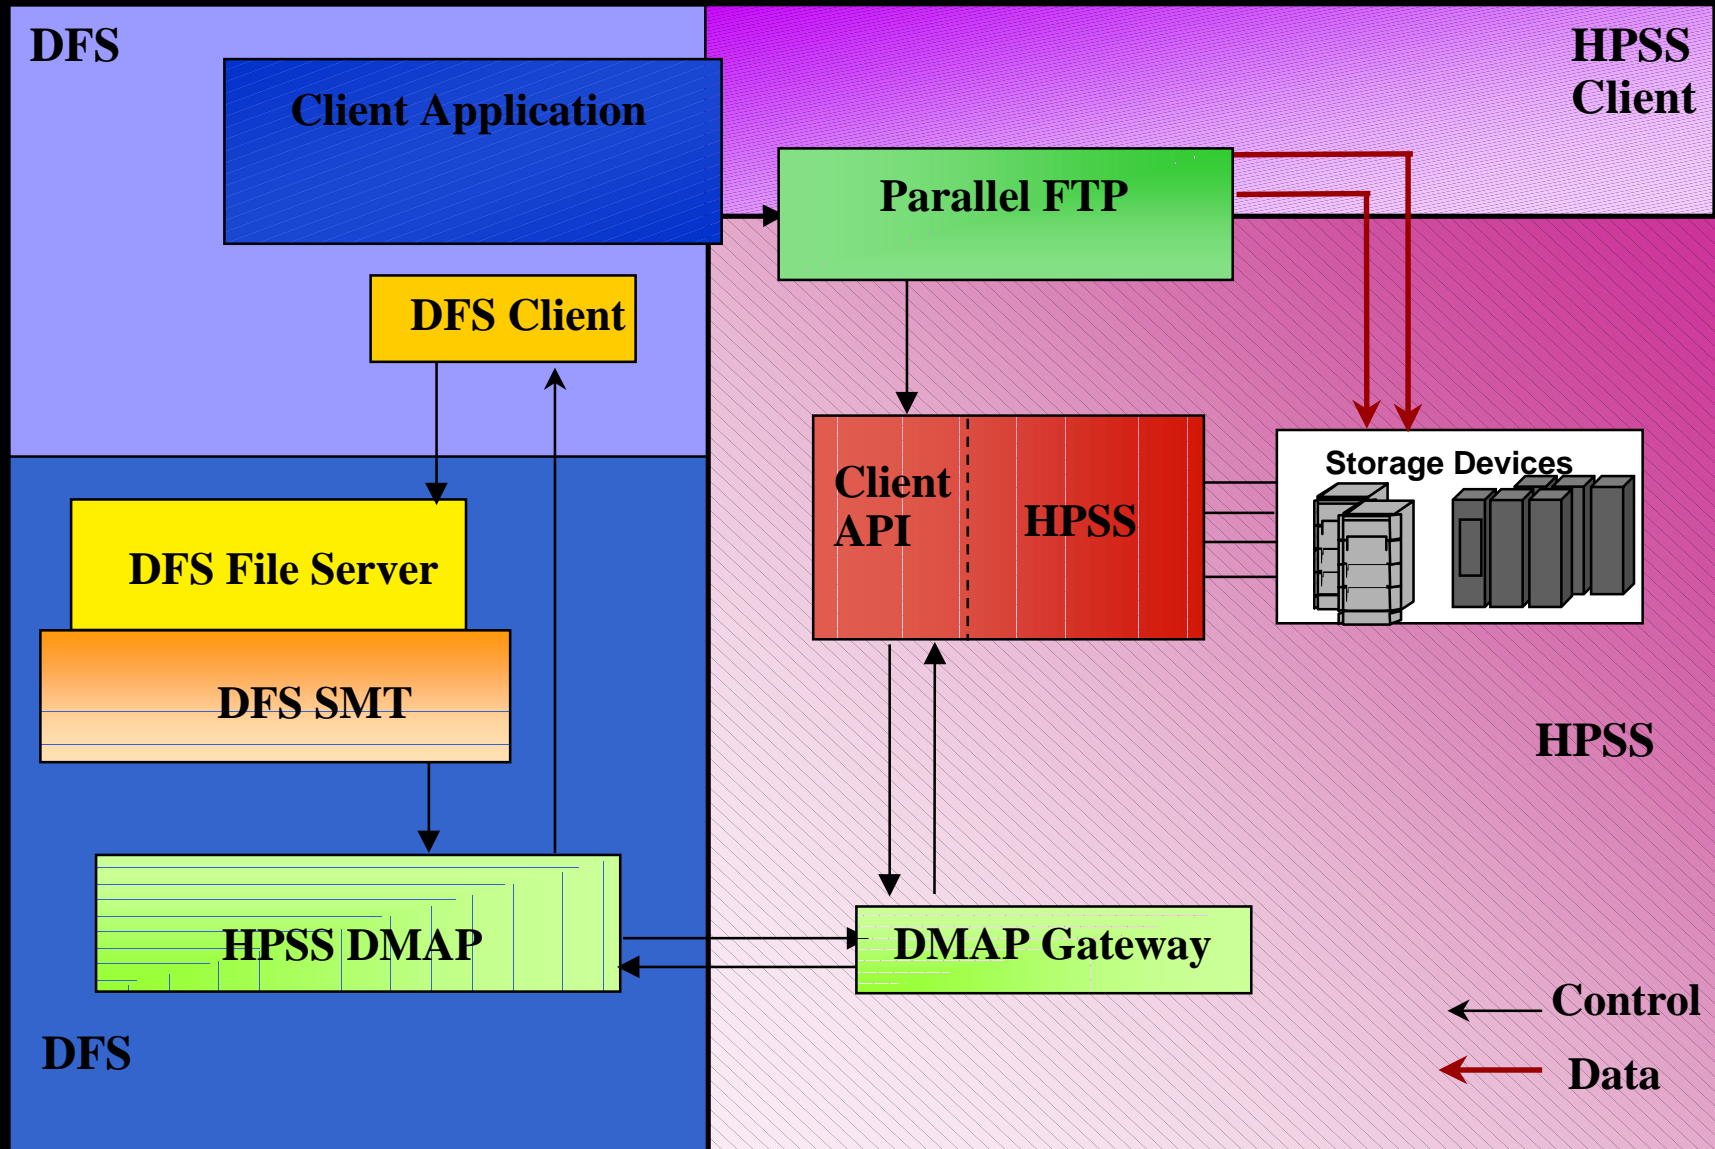 DFS
HPSS
Client
Client Application
Parallel FTP
DFS Client
Storage Devices
Client
API
HPSS
DFS File Server
DFS SMT
HPSS
HPSS DMAP
DMAP Gateway
Control
DFS
Data